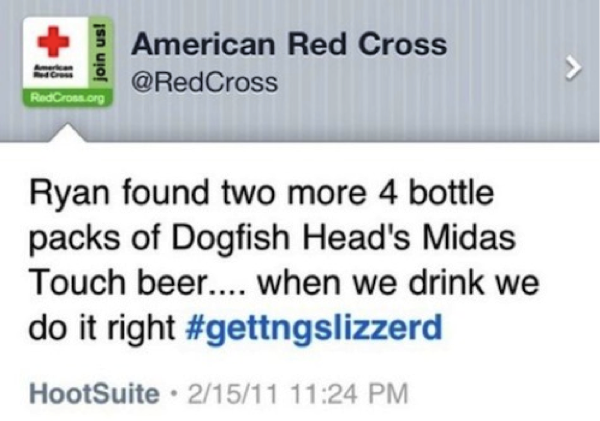 American
Red Cross
join us!
RedCross.org
American Red Cross
@RedCross
Ryan found two more 4 bottle
packs of Dogfish Head's Midas
Touch beer.... when we drink we
do it right #gettngslizzerd
HootSuite • 2/15/11 11:24 PM